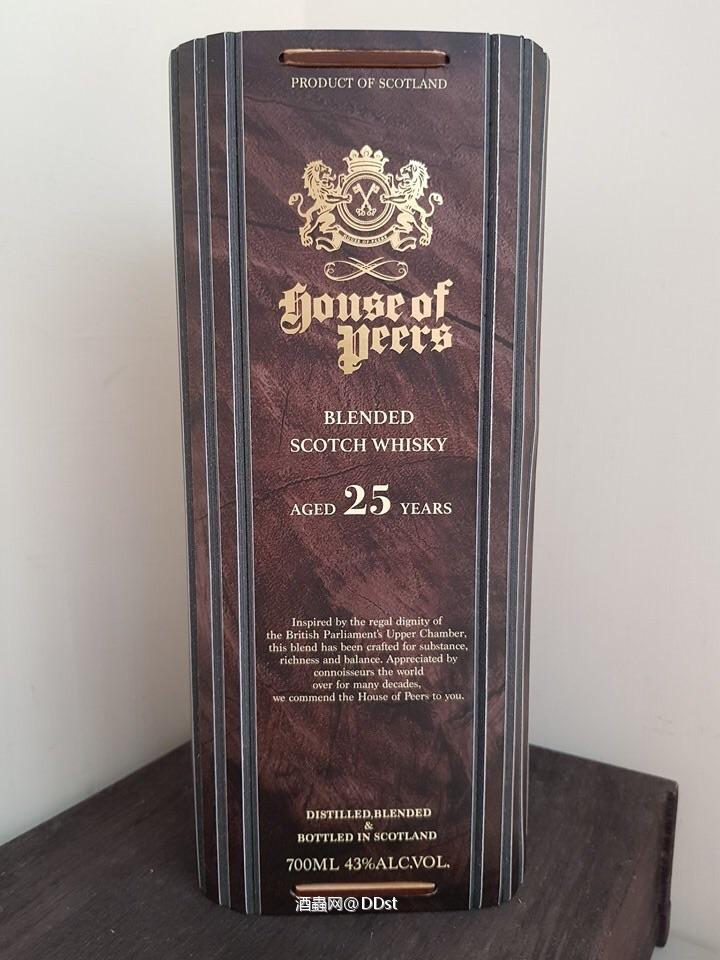 PRODUCT OF SCOTLAND
HOUSE OF PEERS
House of
Peers
BLENDED
SCOTCH WHISKY
AGED 25 YEARS
Inspired by the regal dignity of
the British Parliament's Upper Chamber,
this blend has been crafted for substance,
richness and balance. Appreciated by
connoisseurs the world
over for many decades,
we commend the House of Peers to you.
DISTILLED,BLENDED
&
BOTTLED IN SCOTLAND
700ML 43%ALC.VOL.
酒蟲网@DDst